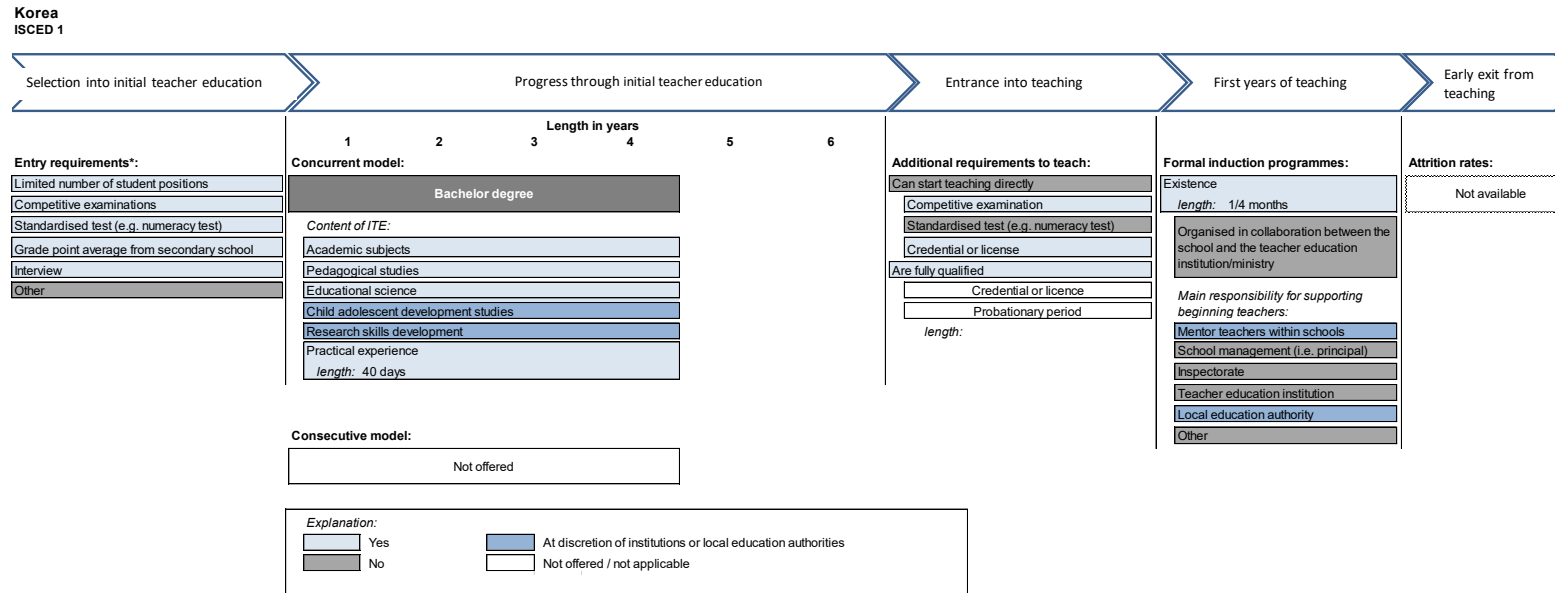 Korea
ISCED 1
Selection into initial teacher education
Progress through initial teacher education
Entrance into teaching
First years of teaching
Early exit from
teaching
Length in years
1 2 3 4 5 6
Entry requirements*:
Limited number of student positions
Competitive examinations
Standardised test (e.g. numeracy test)
Grade point average from secondary school
Interview
Other
Concurrent model:
Bachelor degree
Content of ITE:
Academic subjects
Pedagogical studies
Educational science
Child adolescent development studies
Research skills development
Practical experience
length: 40 days
Consecutive model:
Not offered
Additional requirements to teach:
Can start teaching directly
Competitive examination
Standardised test (e.g. numeracy test)
Credential or license
Are fully qualified
Credential or licence
Probationary period
length:
Formal induction programmes:
Existence
length: 1/4 months
Organised in collaboration between the
school and the teacher education
institution/ministry
Main responsibility for supporting
beginning teachers:
Mentor teachers within schools
School management (i.e. principal)
Inspectorate
Teacher education institution
Local education authority
Other
Attrition rates:
Not available
Explanation:
Yes
At discretion of institutions or local education authorities
No
Not offered / not applicable